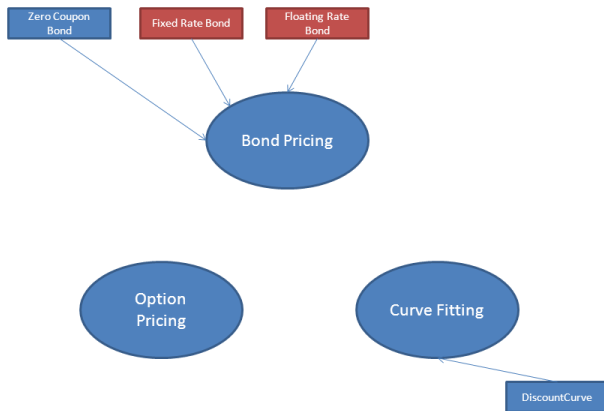 Zero Coupon
Bond
Fixed Rate Bond
Floating Rate
Bond
Bond Pricing
Option
Pricing
Curve Fitting
DiscountCurve